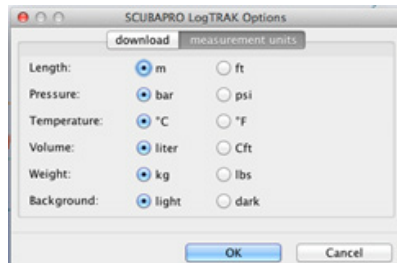 SCUBAPRO LogTRAK Options
download measurement units
Length: m ft
Pressure: bar psi
Temperature: °C °F
Volume: liter Cft
Weight: kg lbs
Background: light dark
OK Cancel